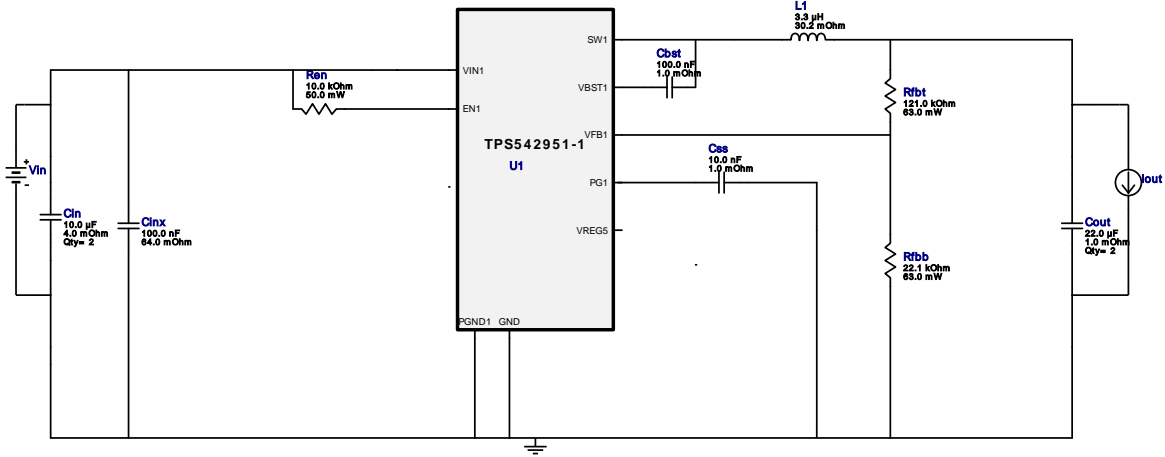 L1
3.3 µH
30.2 mOhm
SW1
Cbst
100.0 nF
1.0 mOhm
VIN1
Ren
10.0 kOhm
50.0 mW
VBST1
Rfbt
121.0 kOhm
63.0 mW
EN1
VFB1
TPS542951-1
U1
Css
10.0 nF
1.0 mOhm
+
Vin
-
PG1
Iout
Cin
10.0 µF
4.0 mOhm
Qty= 2
Cinx
100.0 nF
64.0 mOhm
VREG5
Cout
22.0 µF
1.0 mOhm
Qty= 2
Rfbb
22.1 kOhm
63.0 mW
PGND1 GND